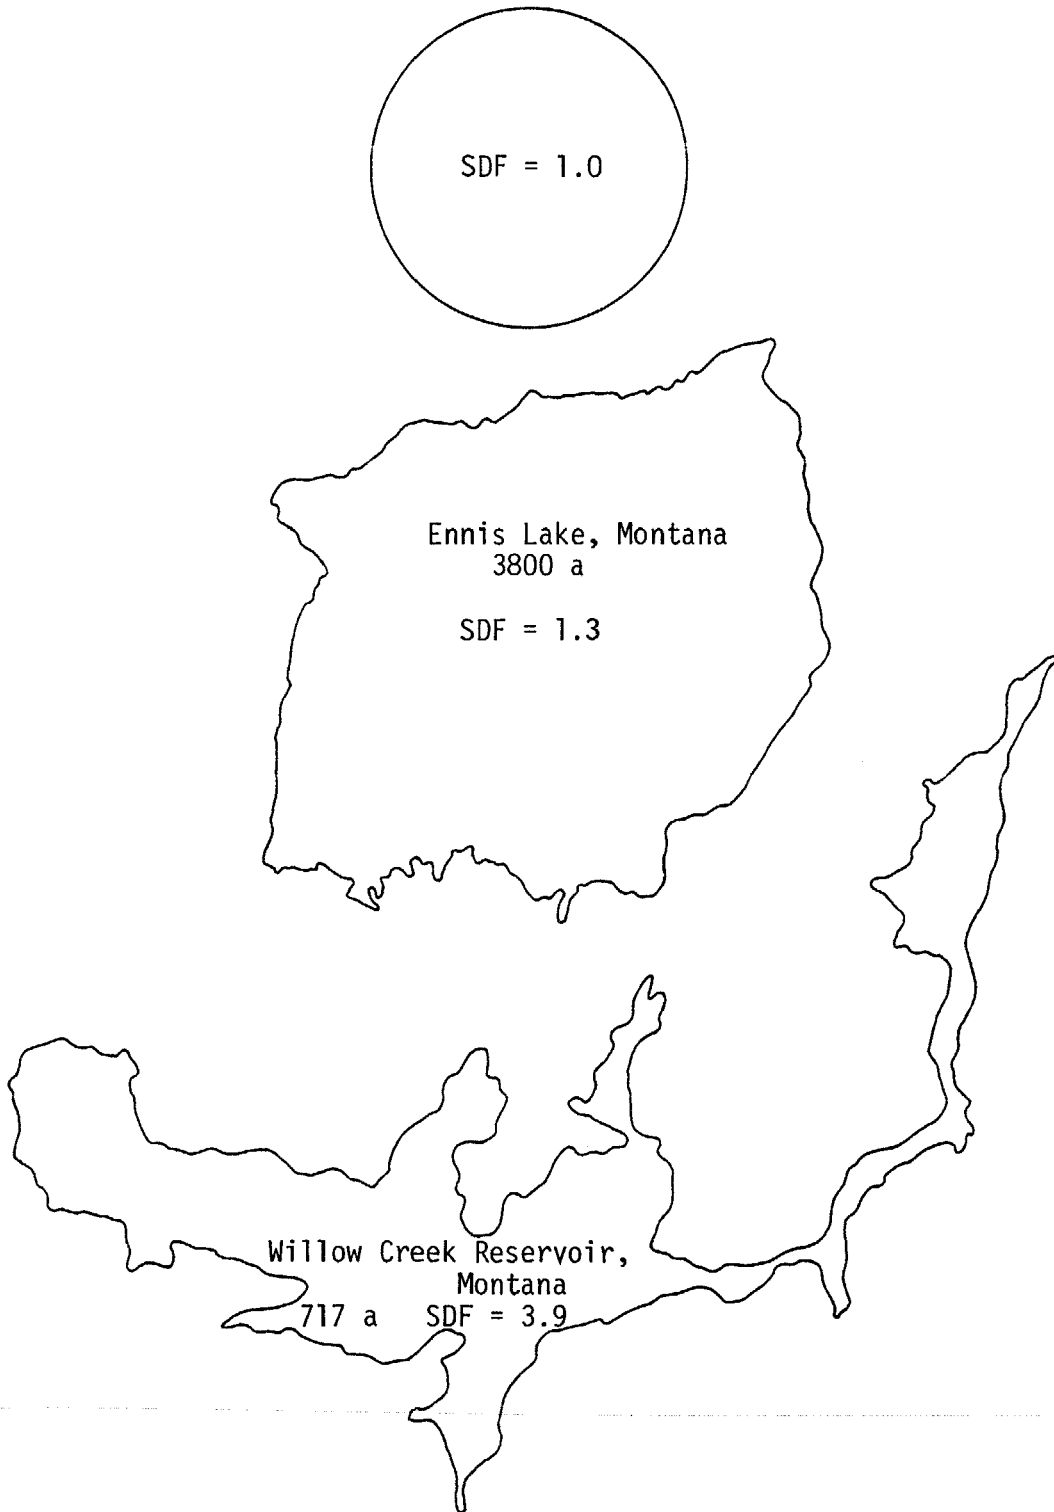 SDF = 1.0
Ennis Lake, Montana
3800 a
SDF = 1.3
Willow Creek Reservoir,
Montana
717 a SDF = 3.9